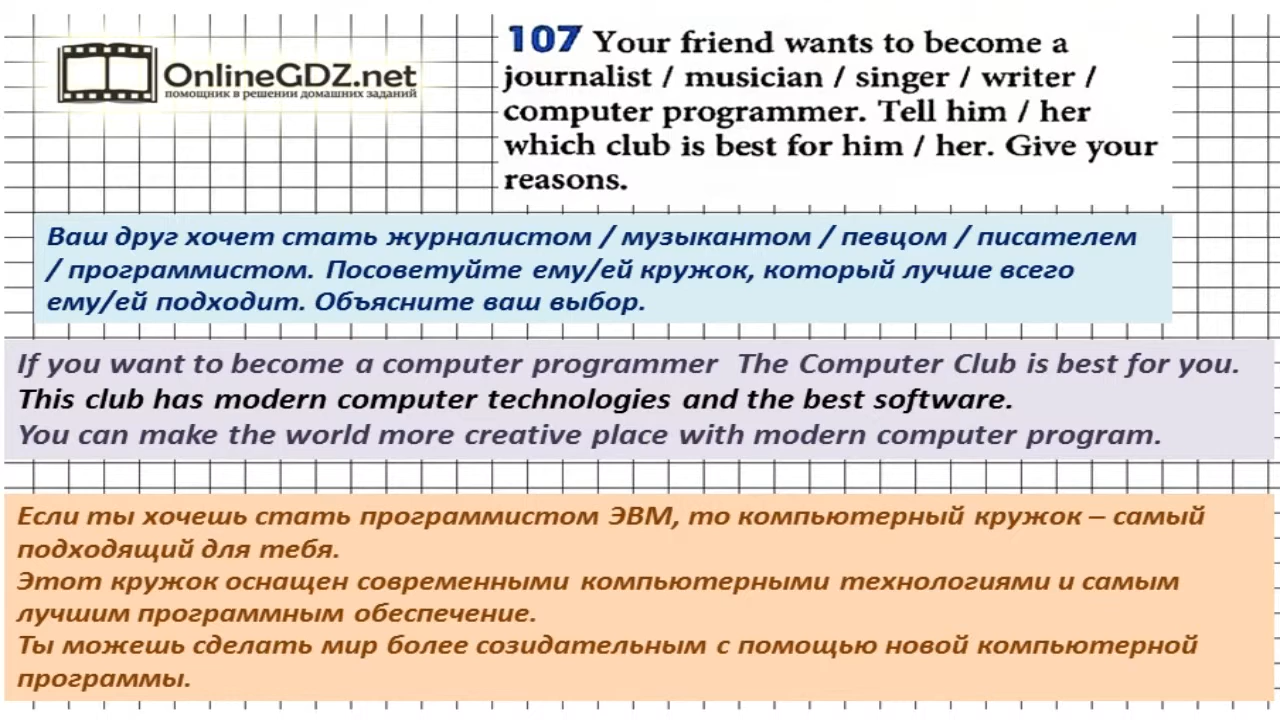 OnlineGDZ.net
помощник в решении домашних заданий
107 Your friend wants to become a
journalist / musician / singer / writer /
computer programmer. Tell him / her
which club is best for him / her. Give your
reasons.
Ваш друг хочет стать журналистом / музыкантом / певцом / писателем
/ программистом. Посоветуйте ему/ей кружок, который лучше всего
ему/ей подходит. Объясните ваш выбор.
If you want to become a computer programmer The Computer Club is best for you.
This club has modern computer technologies and the best software.
You can make the world more creative place with modern computer program.
Если ты хочешь стать программистом ЭВМ, то компьютерный кружок – самый
подходящий для тебя.
Этот кружок оснащен современными компьютерными технологиями и самым
лучшим программным обеспечение.
Ты можешь сделать мир более созидательным с помощью новой компьютерной
программы.